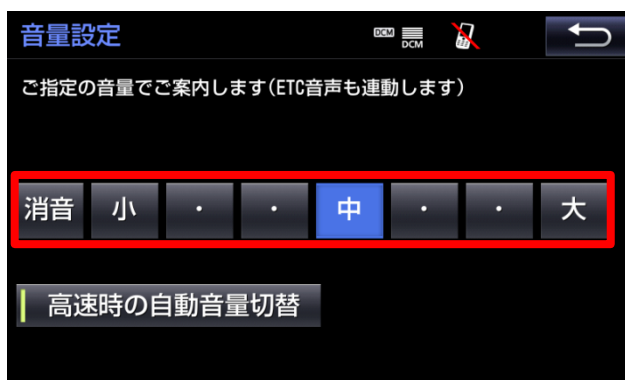 音量設定 DCM DCM
ご指定の音量でご案内します(ETC音声も連動します)
消音 小 ・ ・ 中 ・ ・ 大
高速時の自動音量切替